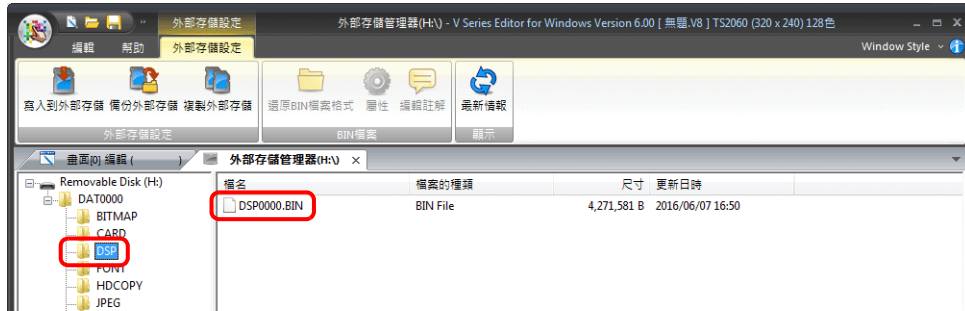 外部存儲設定
外部存儲管理器(H:\) - V Series Editor for Windows Version 6.00 [ 無題.V8 ] TS2060 (320 x 240) 128色
編輯 幫助 外部存儲設定
Window Style
寫入到外部存儲 備份外部存儲 複製外部存儲 還原BIN檔案格式 屬性 編輯註解 最新情報
外部存儲設定 BIN檔案 顯示
畫面[0] 編輯 ( )
外部存儲管理器(H:\) ×
Removable Disk (H:)
DAT0000
BITMAP
CARD
DSP
FONT
HDCOPY
JPEG
檔名 檔案的種類 尺寸 更新日時
DSP0000.BIN BIN File 4,271,581 B 2016/06/07 16:50